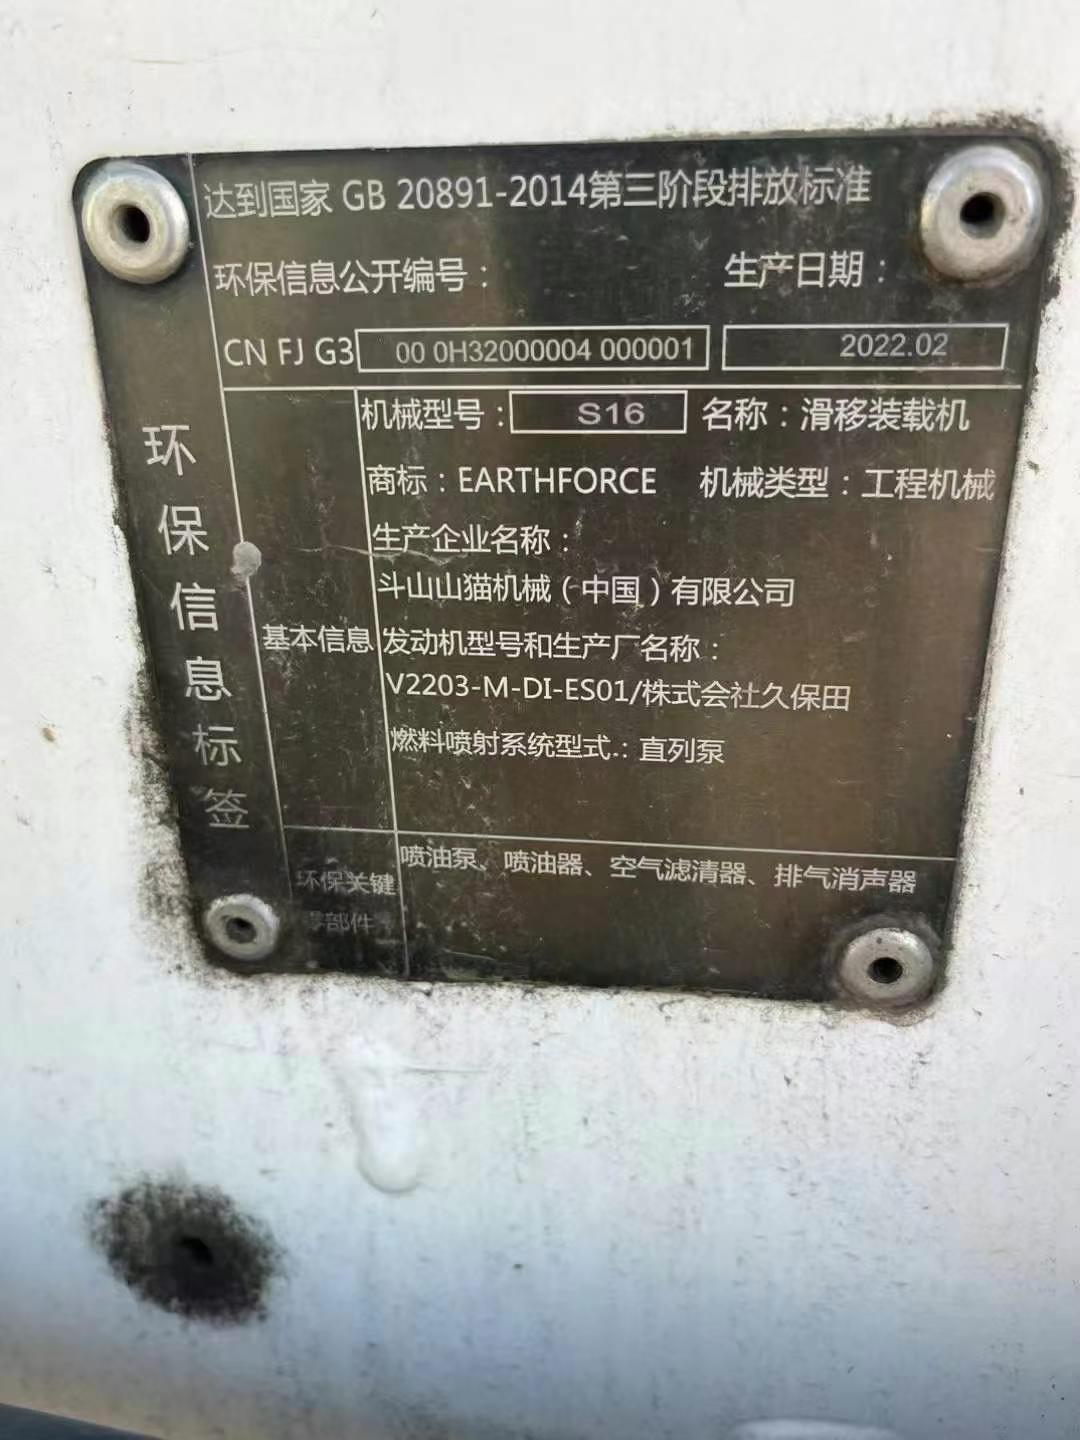 达到国家 GB 20891-2014第三阶段排放标准
环保信息公开编号： 生产日期：
CN FJ G3 00 0H32000004 000001 2022.02
环保信息标签
机械型号： S16 名称：滑移装载机
商标：EARTHFORCE 机械类型：工程机械
生产企业名称：
斗山山猫机械（中国）有限公司
基本信息
发动机型号和生产厂名称：
V2203-M-DI-ES01/株式会社久保田
燃料喷射系统型式：直列泵
环保关键
零部件
喷油泵、喷油器、空气滤清器、排气消声器